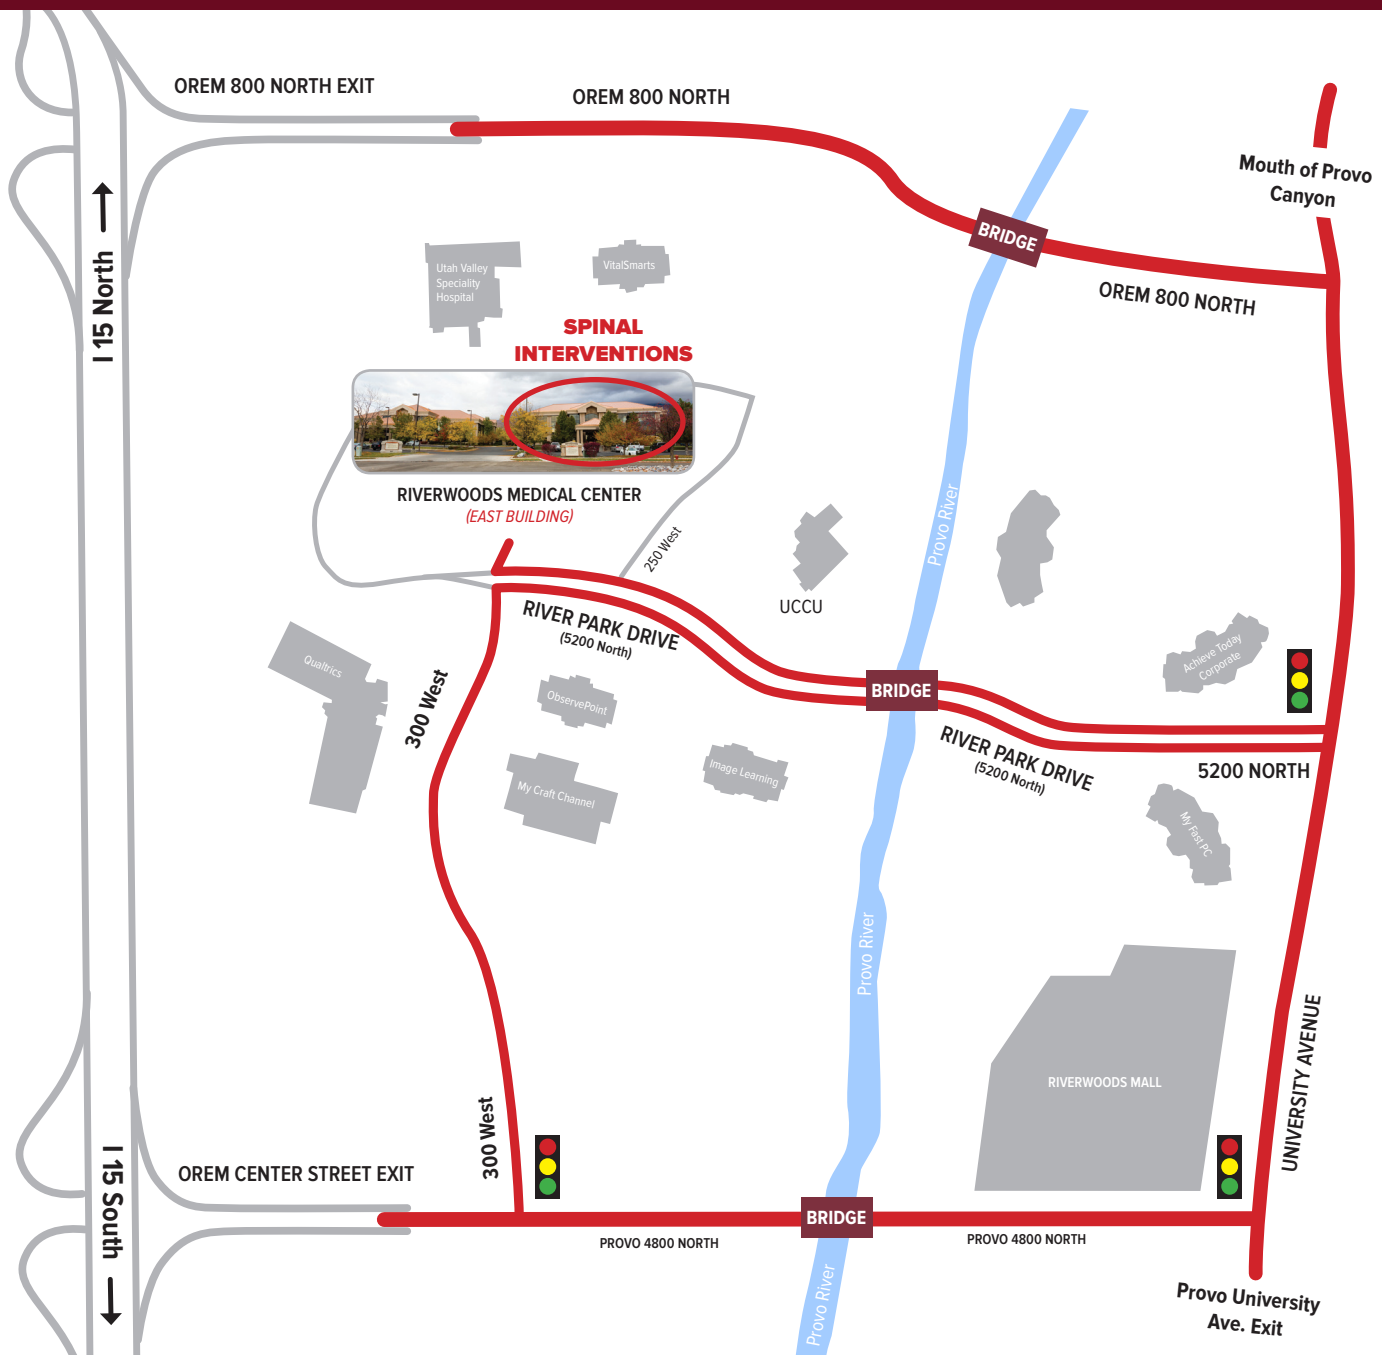 OREM 800 NORTH EXIT
OREM 800 NORTH
Mouth of Provo
Canyon
BRIDGE
OREM 800 NORTH
I 15 North
Utah Valley
Speciality
Hospital
VitalSmarts
SPINAL
INTERVENTIONS
RIVERWOODS MEDICAL CENTER
(EAST BUILDING)
250 West
Provo River
UCCU
RIVER PARK DRIVE
(5200 North)
Qualtrics
300 West
ObservePoint
BRIDGE
Achieve Today
Corporate
RIVER PARK DRIVE
(5200 North)
5200 NORTH
Image Learning
My Craft Channel
My Fast PC
Provo River
RIVERWOODS MALL
UNIVERSITY AVENUE
300 West
I 15 South
OREM CENTER STREET EXIT
BRIDGE
PROVO 4800 NORTH
PROVO 4800 NORTH
Provo River
Provo University
Ave. Exit